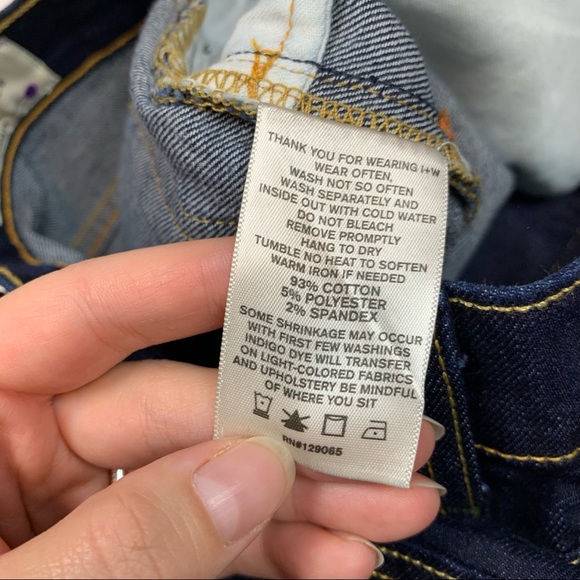 THANK YOU FOR WEARING I+W
WEAR OFTEN,
WASH NOT SO OFTEN
WASH SEPARATELY AND
INSIDE OUT WITH COLD WATER
DO NOT BLEACH
REMOVE PROMPTLY
HANG TO DRY
TUMBLE NO HEAT TO SOFTEN
WARM IRON IF NEEDED
93% COTTON
5% POLYESTER
2% SPANDEX
SOME SHRINKAGE MAY OCCUR
WITH FIRST FEW WASHINGS
INDIGO DYE WILL TRANSFER
ON LIGHT-COLORED FABRICS
AND UPHOLSTERY BE MINDFUL
OF WHERE YOU SIT
RN#129065